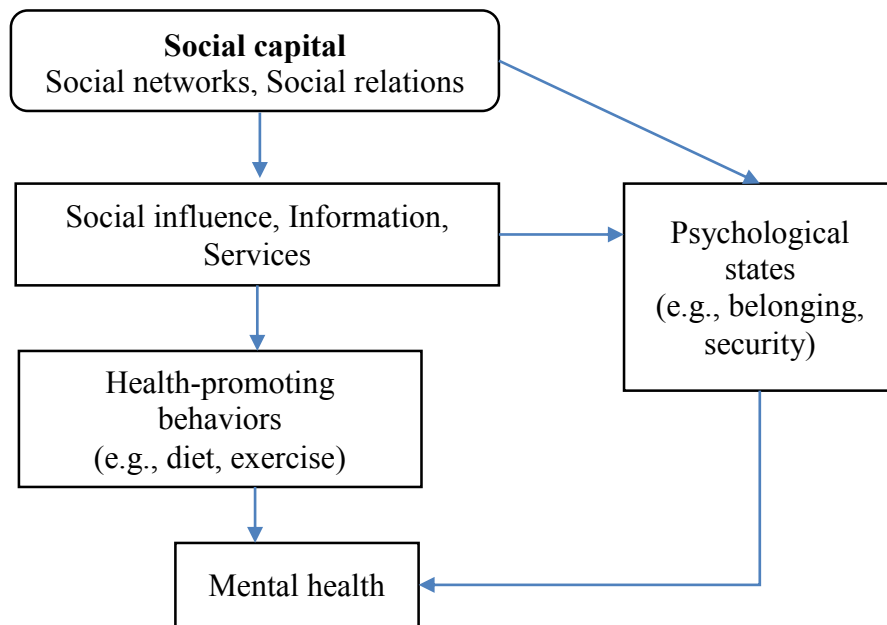 Social capital
Social networks, Social relations
Social influence, Information,
Services
Psychological
states
(e.g., belonging,
security)
Health-promoting
behaviors
(e.g., diet, exercise)
Mental health